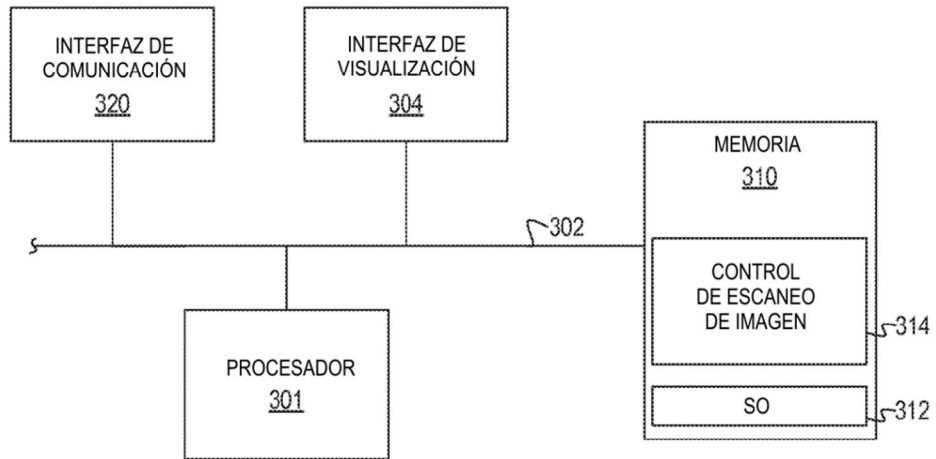 INTERFAZ DE
COMUNICACIÓN
320
INTERFAZ DE
VISUALIZACIÓN
304
MEMORIA
310
302
CONTROL
DE ESCANEO
DE IMAGEN
314
PROCESADOR
301
SO
312